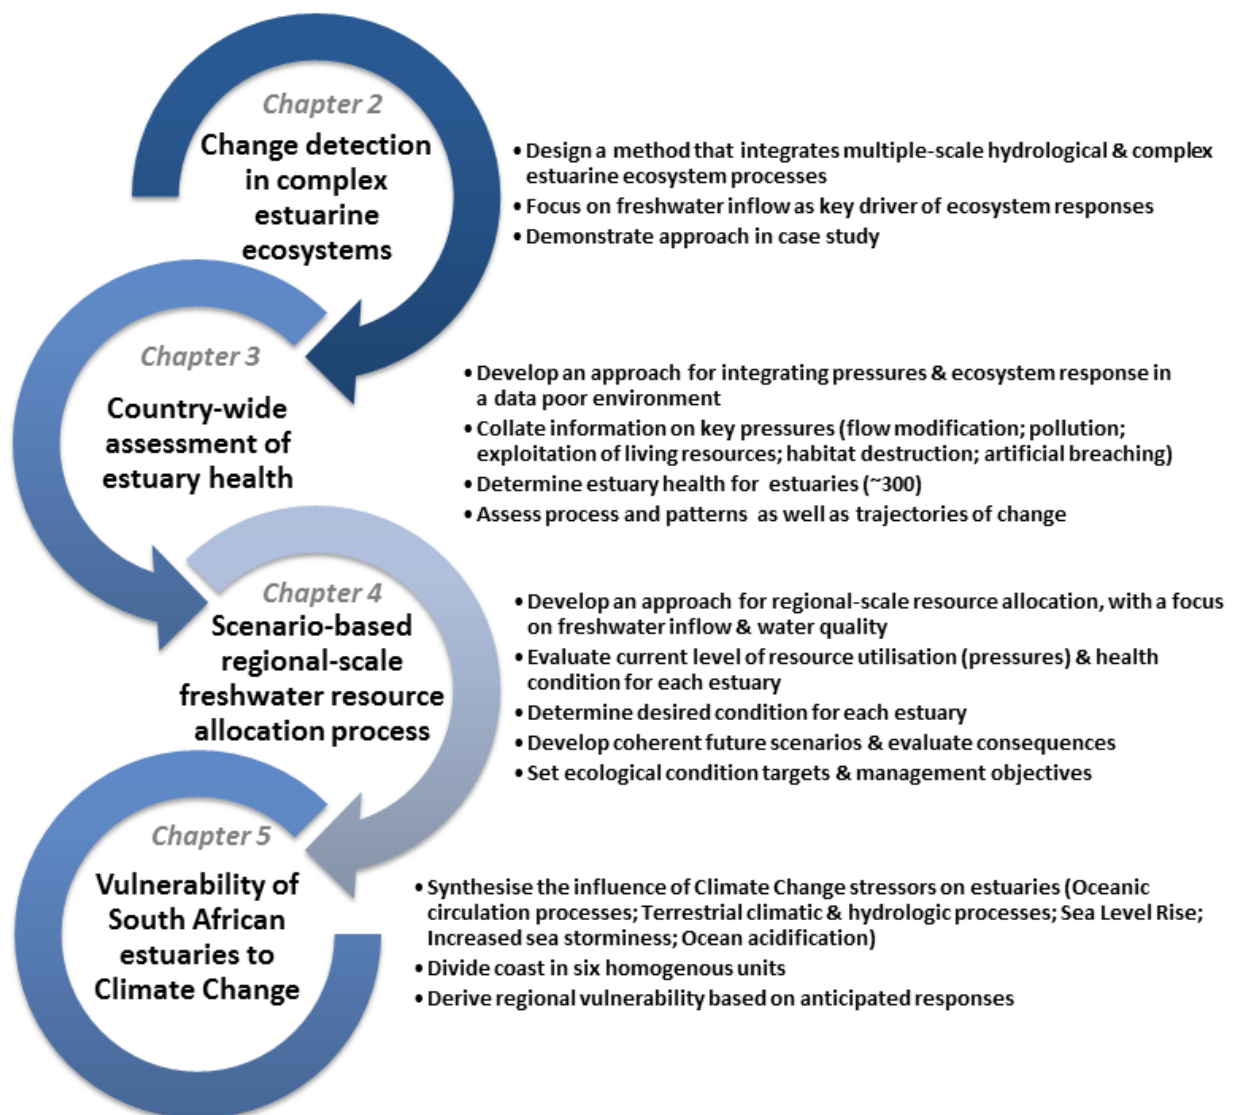 Chapter 2
Change detection
in complex
estuarine
ecosystems
• Design a method that integrates multiple-scale hydrological & complex
estuarine ecosystem processes
• Focus on freshwater inflow as key driver of ecosystem responses
• Demonstrate approach in case study
Chapter 3
Country-wide
assessment of
estuary health
• Develop an approach for integrating pressures & ecosystem response in
a data poor environment
• Collate information on key pressures (flow modification; pollution;
exploitation of living resources; habitat destruction; artificial breaching)
• Determine estuary health for estuaries (~300)
• Assess process and patterns as well as trajectories of change
Chapter 4
Scenario-based
regional-scale
freshwater resource
allocation process
• Develop an approach for regional-scale resource allocation, with a focus
on freshwater inflow & water quality
• Evaluate current level of resource utilisation (pressures) & health
condition for each estuary
• Determine desired condition for each estuary
• Develop coherent future scenarios & evaluate consequences
• Set ecological condition targets & management objectives
Chapter 5
Vulnerability of
South African
estuaries to
Climate Change
• Synthesise the influence of Climate Change stressors on estuaries (Oceanic
circulation processes; Terrestrial climatic & hydrologic processes; Sea Level Rise;
Increased sea storminess; Ocean acidification)
• Divide coast in six homogenous units
• Derive regional vulnerability based on anticipated responses